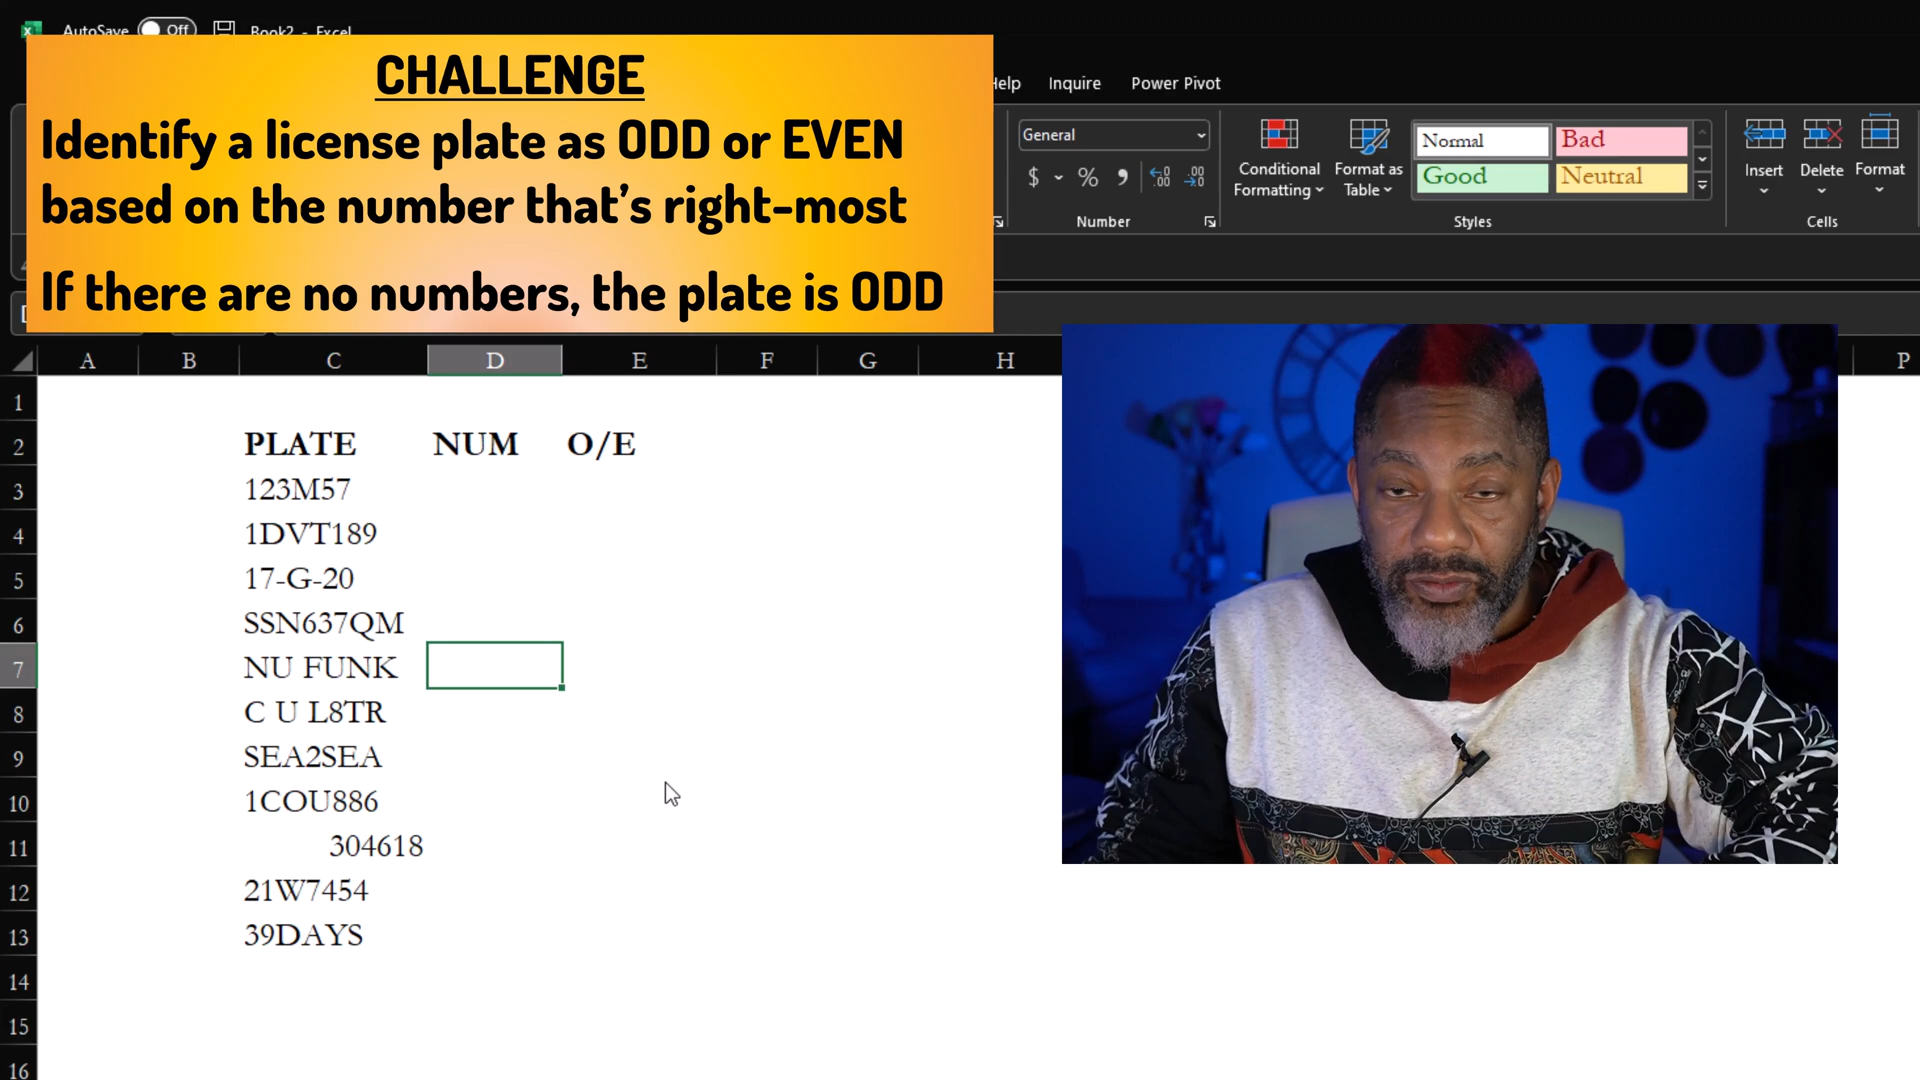 AutoSave Off Book2 - Excel
CHALLENGE
Identify a license plate as ODD or EVEN
based on the number that's right-most
If there are no numbers, the plate is ODD
Help Inquire Power Pivot
General
$ % 9
Conditional Formatting
Format as Table
Normal Bad
Good Neutral
Insert Delete Format
Number Styles Cells
A B C D E F G H P
1
2 PLATE NUM O/E
3 123M57
4 1DVT189
5 17-G-20
6 SSN637QM
7 NU FUNK
8 C U L8TR
9 SEA2SEA
10 1COU886
11 304618
12 21W7454
13 39DAYS
14
15
16